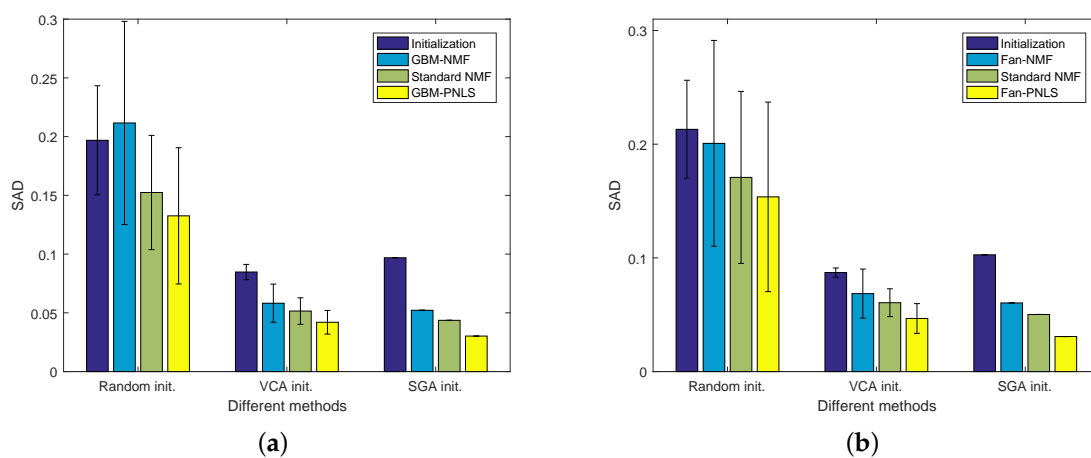 0.3
0.25
0.2
0.15
0.1
0.05
0
SAD
Initialization
GBM-NMF
Standard NMF
GBM-PNLS
Random init.
VCA init.
SGA init.
Different methods
(a)
0.3
0.2
0.1
0
SAD
Initialization
Fan-NMF
Standard NMF
Fan-PNLS
Random init.
VCA init.
SGA init.
Different methods
(b)